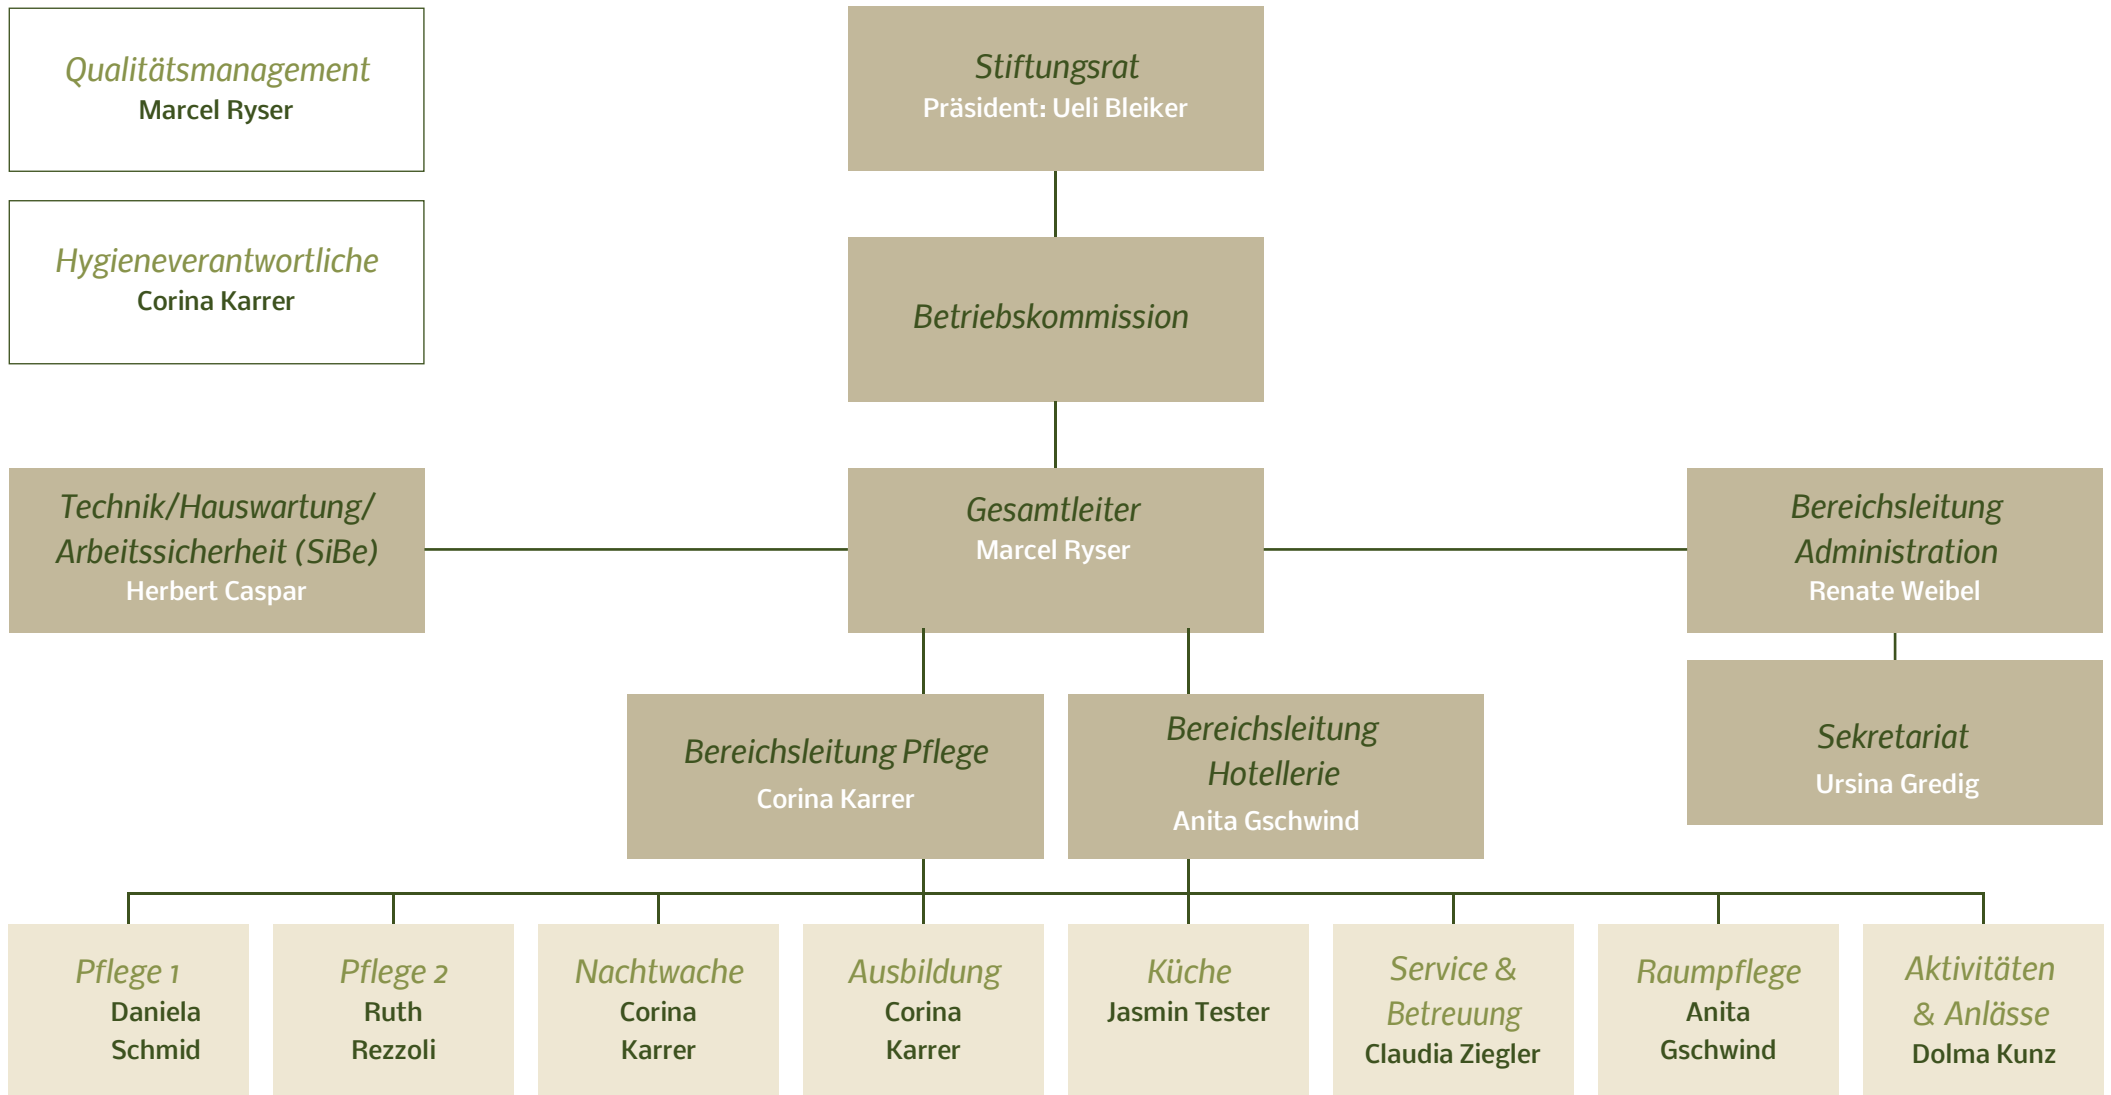 Qualitätsmanagement
Marcel Ryser
Stiftungsrat
Präsident: Ueli Bleiker
Hygieneverantwortliche
Corina Karrer
Betriebskommission
Technik/Hauswartung/
Arbeitssicherheit (SiBe)
Herbert Caspar
Gesamtleiter
Marcel Ryser
Bereichsleitung
Administration
Renate Weibel
Bereichsleitung Pflege
Corina Karrer
Bereichsleitung
Hotellerie
Anita Gschwind
Sekretariat
Ursina Gredig
Pflege 1
Daniela
Schmid
Pflege 2
Ruth
Rezzoli
Nachtwache
Corina
Karrer
Ausbildung
Corina
Karrer
Küche
Jasmin Tester
Service &
Betreuung
Claudia Ziegler
Raumpflege
Anita
Gschwind
Aktivitäten
& Anlässe
Dolma Kunz